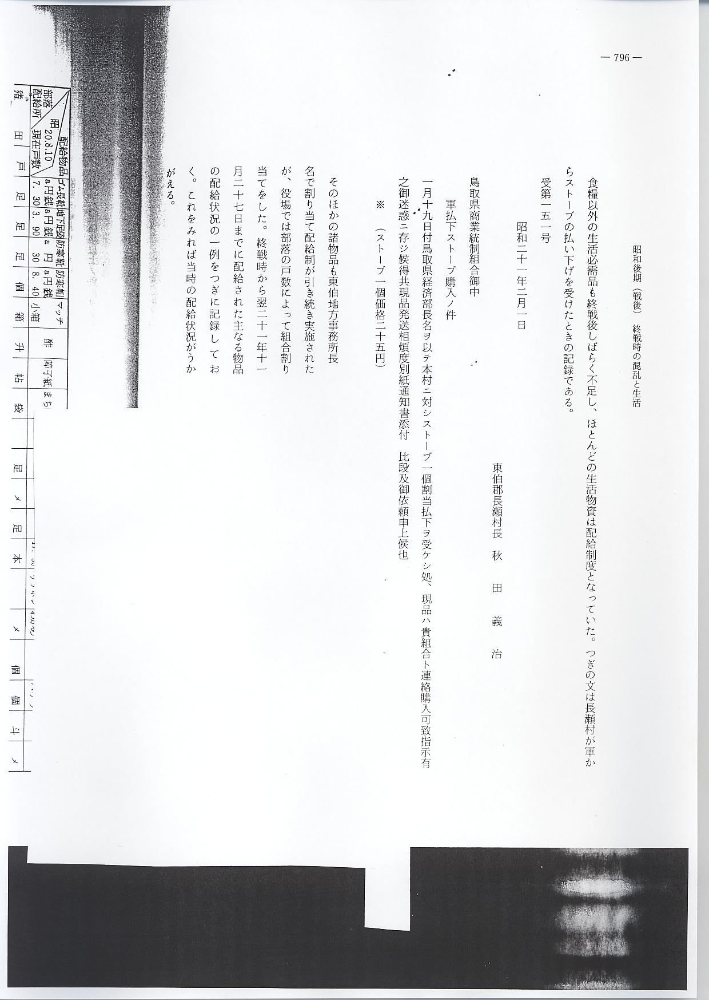 ― 796 ―
昭和後期（戦後）　終戦時の混乱と生活
食糧以外の生活必需品も終戦後しばらく不足し、ほとんどの生活物資は配給制度となっていた。つぎの文は長瀬村が軍か
らストーブの払い下げを受けたときの記録である。
受第一五一号
昭和二十一年二月一日
東伯郡長瀬村長　秋　田　義　治
鳥取県商業統制組合御中
軍払下ストーブ購入ノ件
一月十九日付鳥取県経済部長名ヲ以テ本村ニ対シストーブ一個割当払下ヲ受ケシ処、現品ハ貴組合ト連絡購入可致指示有
之御迷惑ニ存ジ候得共現品発送相煩度別紙通知書添付　比段及御依頼申上候也
※　（ストーブ一個価格二十五円）
そのほかの諸物品も東伯地方事務所長
名で割り当て配給制が引き続き実施された
が、役場では部落の戸数によって組合割り
当てをした。終戦時から翌二十一年十一
月二十七日までに配給された主なる物品
の配給状況の一例をつぎに記録してお
く。これをみれば当時の配給状況がうか
がえる。
配給物品
昭20.8.10
現在戸数
部落
配給所
ゴム長靴
地下足袋
防寒靴
防寒帽
マッチ
酢
障子紙
まち
a円銭
a円銭
a 円
a円銭
小箱
7. 30
3. 90
30
8. 40
猪　田　戸　足　足　足　個　箱　升　帖　袋　足　メ　足　本　メ　個　個　斗　メ